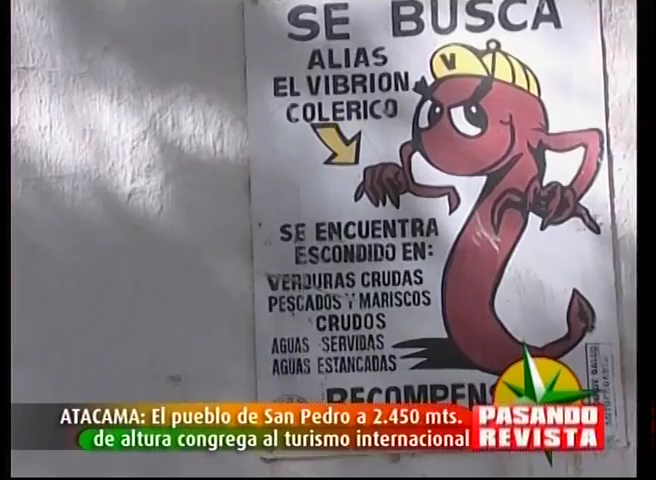 SE BUSCA
ALIAS
EL VIBRION
COLERICO
V
SE ENCUENTRA
ESCONDIDO EN:
VERDURAS CRUDAS
PESCADOS Y MARISCOS
CRUDOS
AGUAS SERVIDAS
AGUAS ESTANCADAS
RECOMPENS
ATACAMA: El pueblo de San Pedro a 2.450 mts.
de altura congrega al turismo internacional
PASANDO
REVISTA